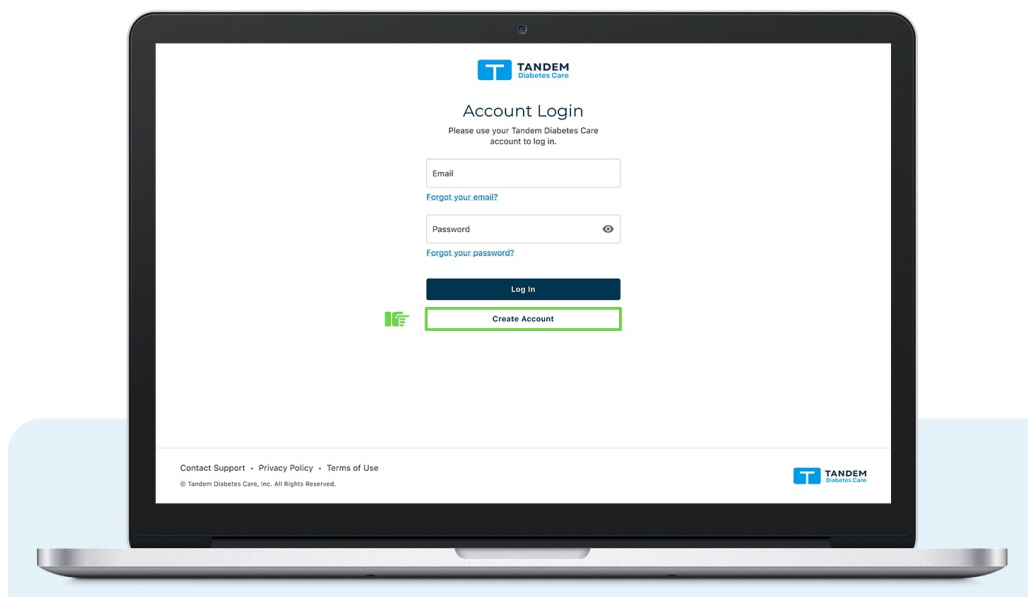 TANDEM
Diabetes Care
Account Login
Please use your Tandem Diabetes Care
account to log in.
Email
Forgot your email?
Password
Forgot your password?
Log In
Create Account
Contact Support • Privacy Policy • Terms of Use
© Tandem Diabetes Care, Inc. All Rights Reserved.
TANDEM
Diabetes Care